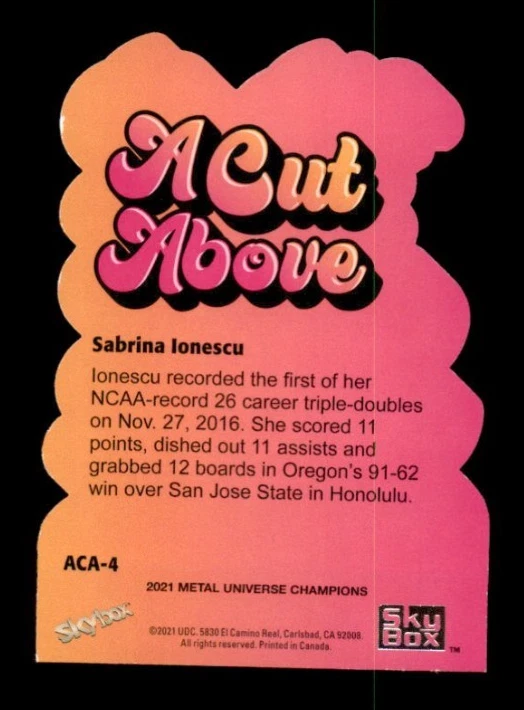 A Cut
Above
Sabrina Ionescu
Ionescu recorded the first of her
NCAA-record 26 career triple-doubles
on Nov. 27, 2016. She scored 11
points, dished out 11 assists and
grabbed 12 boards in Oregon's 91-62
win over San Jose State in Honolulu.
ACA-4
2021 METAL UNIVERSE CHAMPIONS
Skybox
©2021 UDC. 5830 El Camino Real, Carlsbad, CA 92008.
All rights reserved. Printed in Canada.
SkyBox™